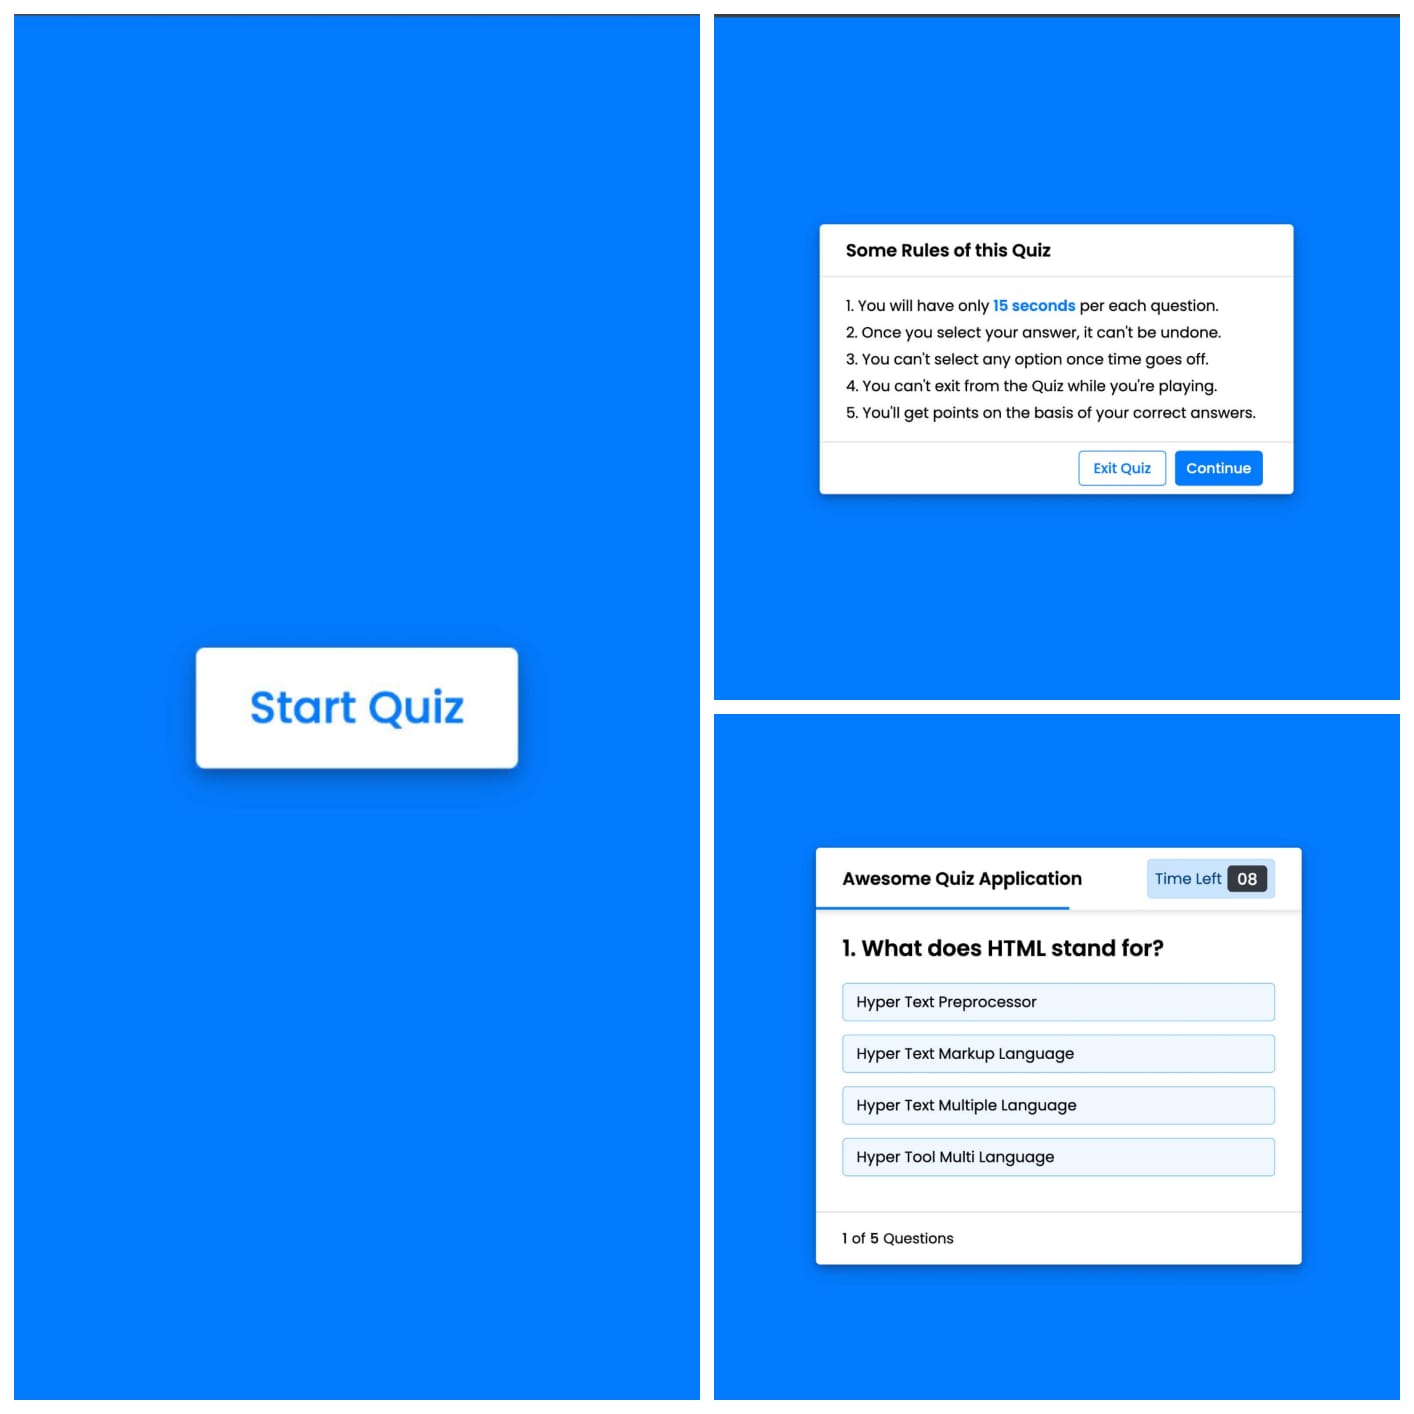 Start Quiz
Some Rules of this Quiz
1. You will have only 15 seconds per each question.
2. Once you select your answer, it can't be undone.
3. You can't select any option once time goes off.
4. You can't exit from the Quiz while you're playing.
5. You'll get points on the basis of your correct answers.
Exit Quiz Continue
Awesome Quiz Application Time Left 08
1. What does HTML stand for?
Hyper Text Preprocessor
Hyper Text Markup Language
Hyper Text Multiple Language
Hyper Tool Multi Language
1 of 5 Questions